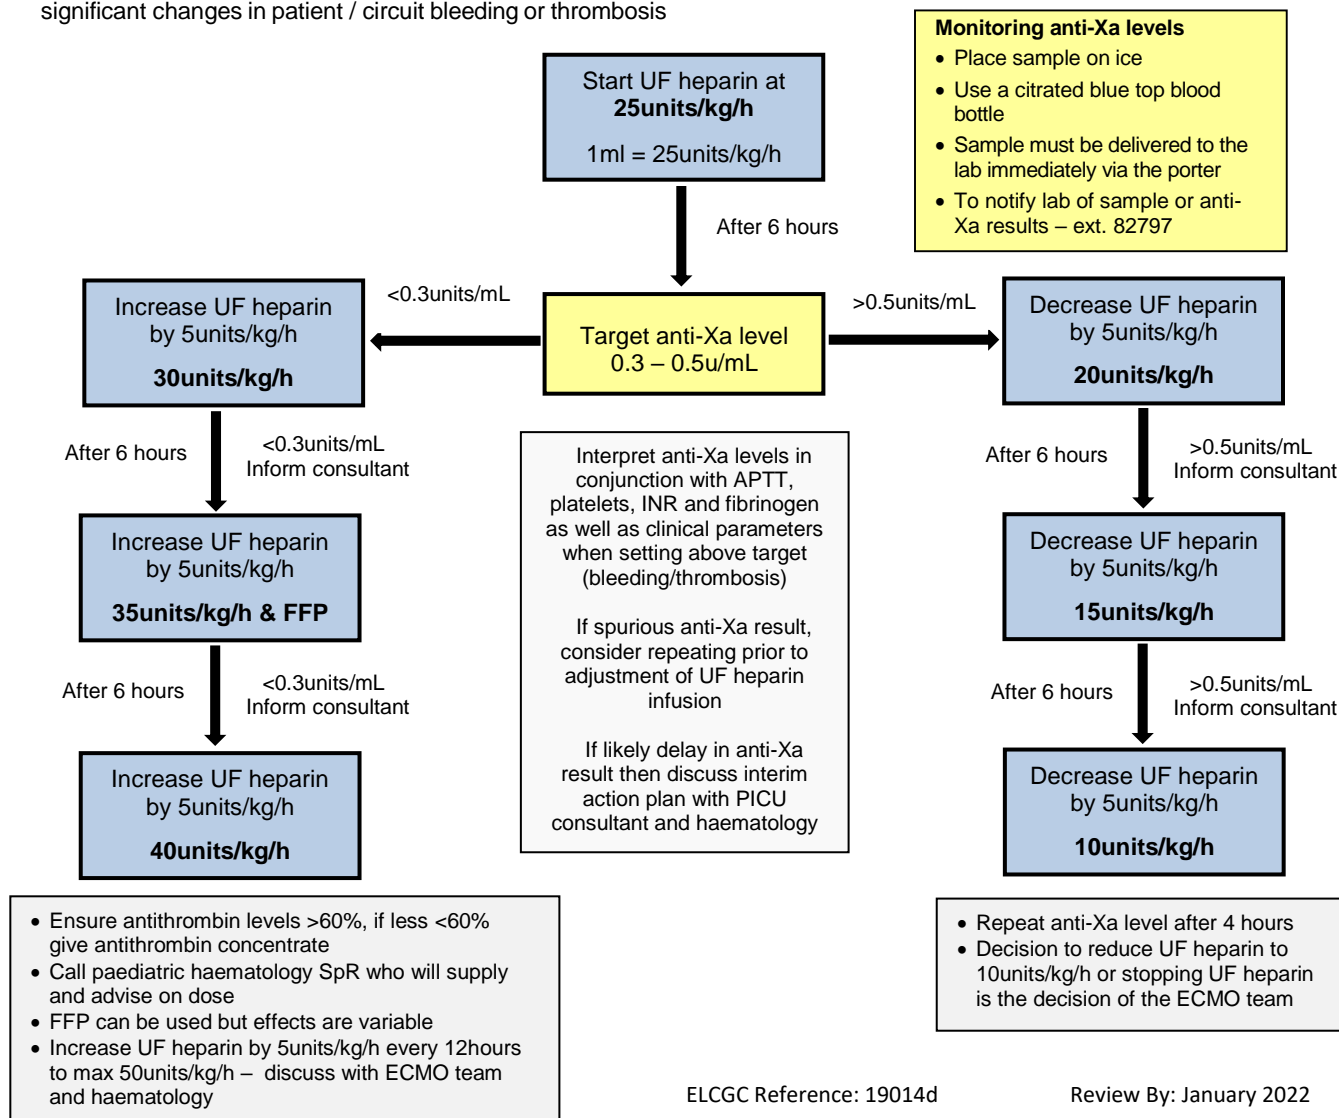 significant changes in patient / circuit bleeding or thrombosis
Monitoring anti-Xa levels
• Place sample on ice
• Use a citrated blue top blood
bottle
• Sample must be delivered to the
lab immediately via the porter
• To notify lab of sample or anti-
Xa results – ext. 82797
Start UF heparin at
25units/kg/h
1ml = 25units/kg/h
After 6 hours
<0.3units/mL
>0.5units/mL
Increase UF heparin
by 5units/kg/h
30units/kg/h
Target anti-Xa level
0.3 – 0.5u/mL
Decrease UF heparin
by 5units/kg/h
20units/kg/h
After 6 hours
<0.3units/mL
Inform consultant
After 6 hours
>0.5units/mL
Inform consultant
Interpret anti-Xa levels in
conjunction with APTT,
platelets, INR and fibrinogen
as well as clinical parameters
when setting above target
(bleeding/thrombosis)
If spurious anti-Xa result,
consider repeating prior to
adjustment of UF heparin
infusion
If likely delay in anti-Xa
result then discuss interim
action plan with PICU
consultant and haematology
Increase UF heparin
by 5units/kg/h
35units/kg/h & FFP
Decrease UF heparin
by 5units/kg/h
15units/kg/h
After 6 hours
<0.3units/mL
Inform consultant
After 6 hours
>0.5units/mL
Inform consultant
Increase UF heparin
by 5units/kg/h
40units/kg/h
Decrease UF heparin
by 5units/kg/h
10units/kg/h
• Ensure antithrombin levels >60%, if less <60%
give antithrombin concentrate
• Call paediatric haematology SpR who will supply
and advise on dose
• FFP can be used but effects are variable
• Increase UF heparin by 5units/kg/h every 12hours
to max 50units/kg/h – discuss with ECMO team
and haematology
• Repeat anti-Xa level after 4 hours
• Decision to reduce UF heparin to
10units/kg/h or stopping UF heparin
is the decision of the ECMO team
ELCGC Reference: 19014d
Review By: January 2022